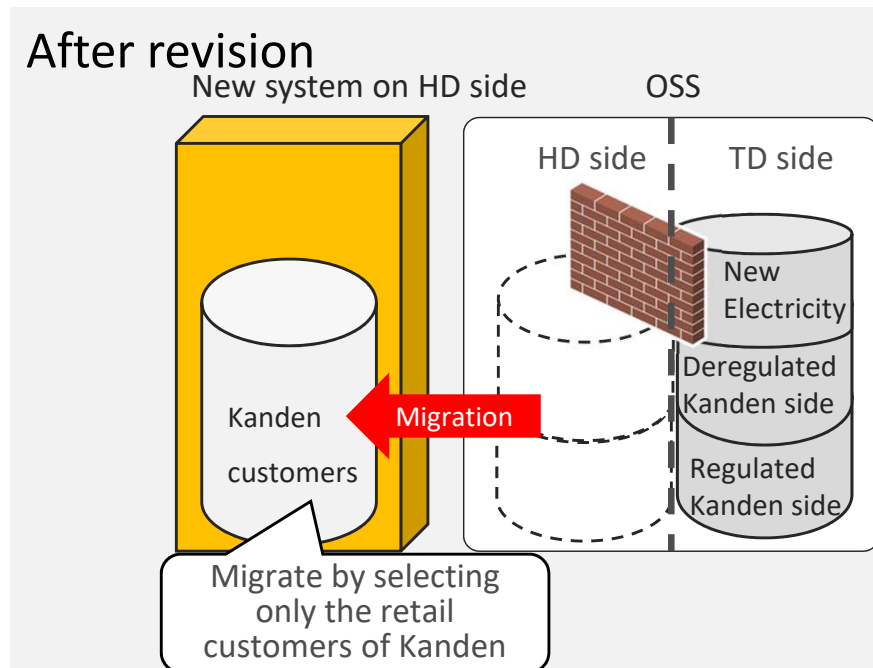 After revision
New system on HD side
OSS
HD side
TD side
New
Electricity
Deregulated
Kanden side
Regulated
Kanden side
Migration
Kanden
customers
Migrate by selecting
only the retail
customers of Kanden